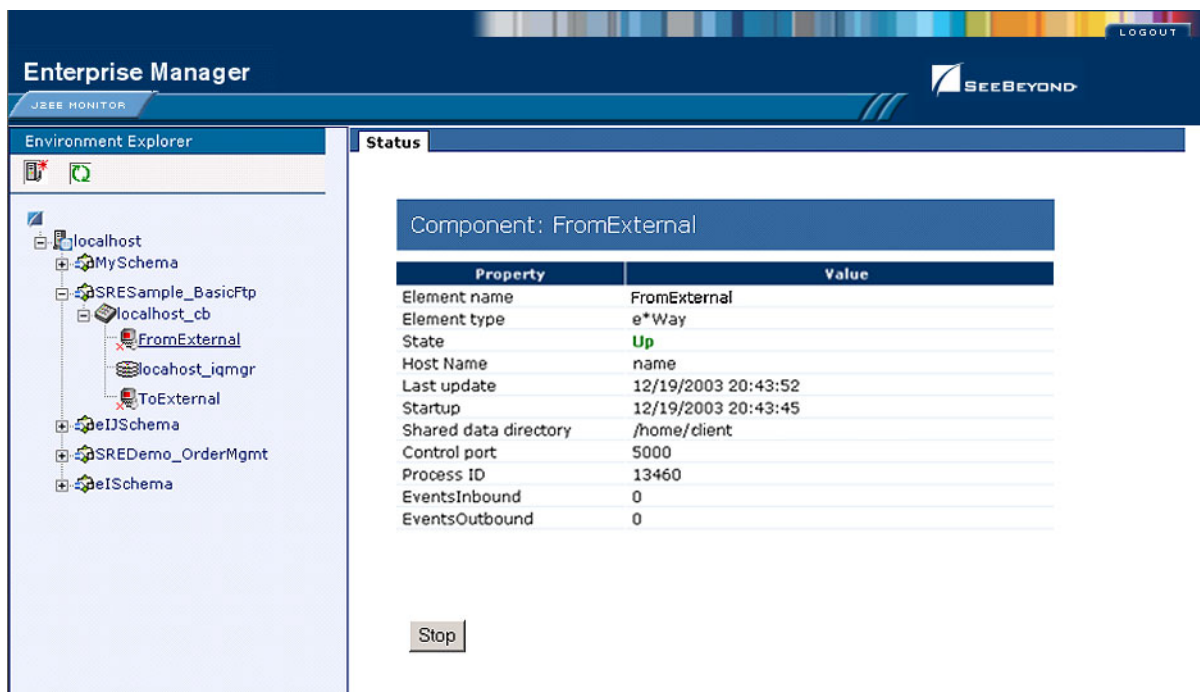 LOGOUT
Enterprise Manager
SEEBEYOND
J2EE MONITOR
Environment Explorer
Status
localhost
MySchema
SRESample_BasicFtp
localhost_cb
FromExternal
locahost_iqmgr
ToExternal
eIJSchema
SREDemo_OrderMgmt
eISchema
Component: FromExternal
Property Value
Element name FromExternal
Element type e*Way
State Up
Host Name name
Last update 12/19/2003 20:43:52
Startup 12/19/2003 20:43:45
Shared data directory /home/client
Control port 5000
Process ID 13460
EventsInbound 0
EventsOutbound 0
Stop